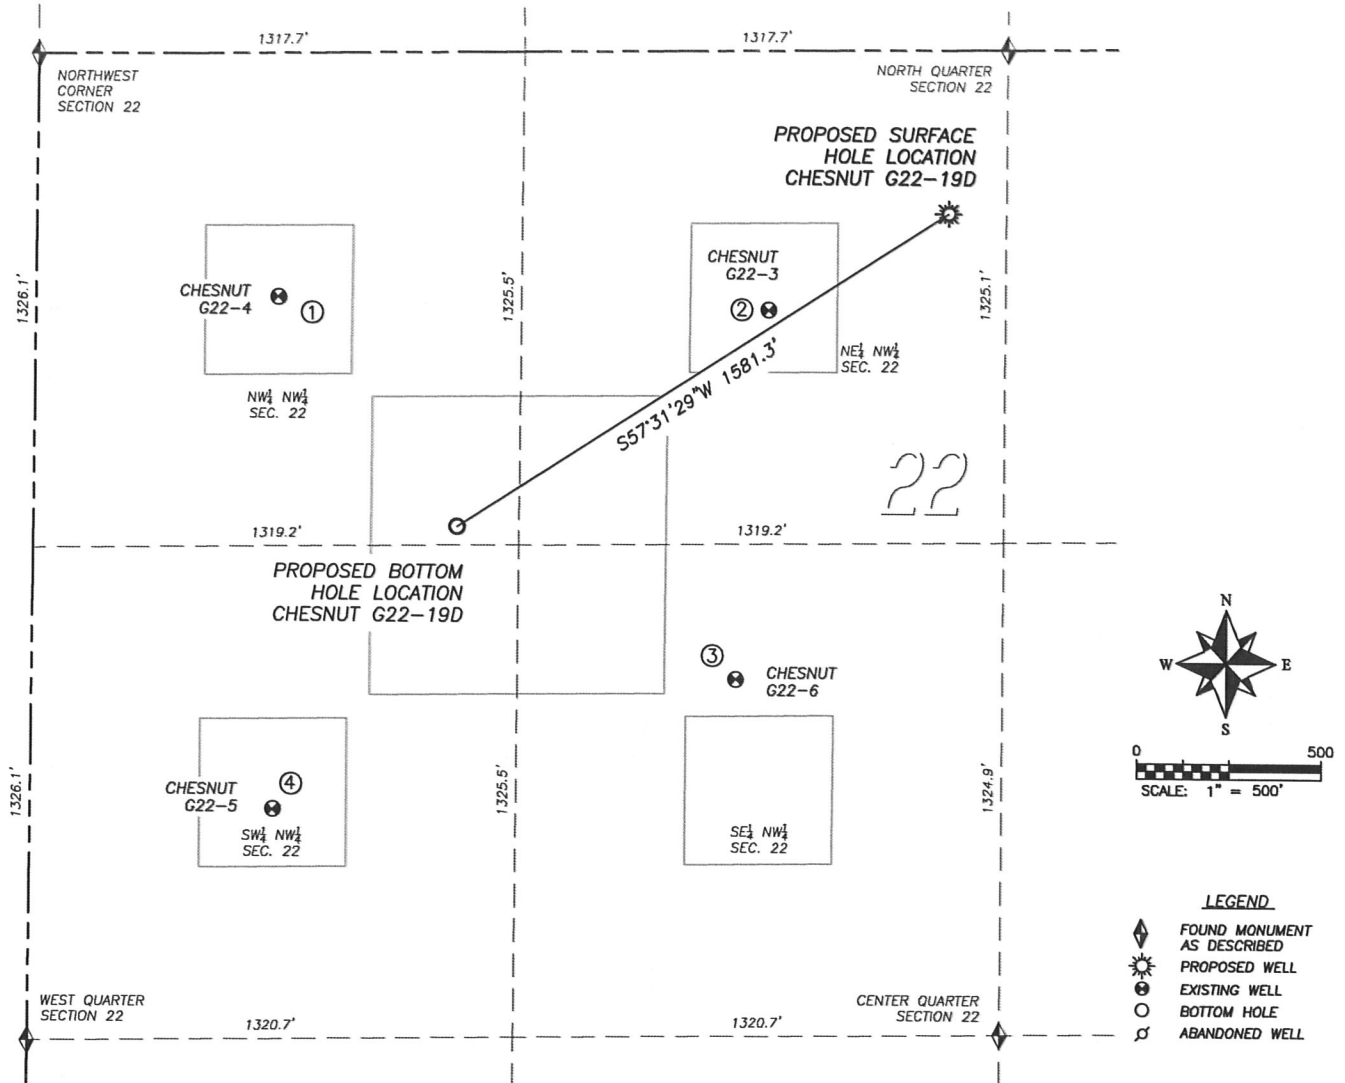 1317.7'
1317.7'
NORTHWEST
CORNER
SECTION 22
NORTH QUARTER
SECTION 22
PROPOSED SURFACE
HOLE LOCATION
CHESNUT G22-19D
1326.1'
1325.5'
1325.1'
CHESNUT
G22-4
1
CHESNUT
G22-3
2
NW¼ NW¼
SEC. 22
NE¼ NW¼
SEC. 22
S57°31'29"W 1581.3'
22
1319.2'
1319.2'
PROPOSED BOTTOM
HOLE LOCATION
CHESNUT G22-19D
3
CHESNUT
G22-6
N
W
E
S
0
500
SCALE: 1" = 500'
1326.1'
1325.5'
1324.9'
CHESNUT
G22-5
4
SW¼ NW¼
SEC. 22
SE¼ NW¼
SEC. 22
WEST QUARTER
SECTION 22
CENTER QUARTER
SECTION 22
1320.7'
1320.7'
LEGEND
FOUND MONUMENT
AS DESCRIBED
PROPOSED WELL
EXISTING WELL
BOTTOM HOLE
ABANDONED WELL